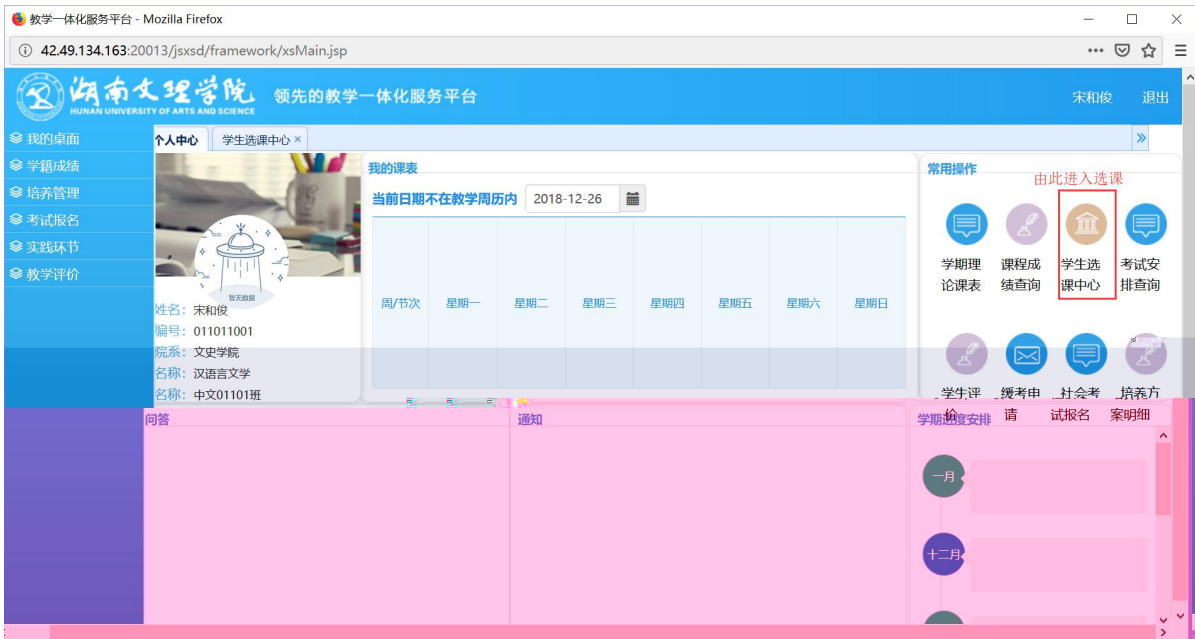 教学一体化服务平台 - Mozilla Firefox
42.49.134.163:20013/jsxsd/framework/xsMain.jsp
湖南文理学院
HUNAN UNIVERSITY OF ARTS AND SCIENCE
领先的教学一体化服务平台
宋和俊 退出
我的桌面
学籍成绩
培养管理
考试报名
实践环节
教学评价
个人中心 学生选课中心 ×
暂无数据
姓名：宋和俊
编号：011011001
院系：文史学院
名称：汉语言文学
名称：中文01101班
我的课表
当前日期不在教学周历内 2018-12-26
周/节次 星期一 星期二 星期三 星期四 星期五 星期六 星期日
常用操作
由此进入选课
学期理论课表
课程成绩查询
学生选课中心
考试安排查询
学生评价
缓考申请
社会考试报名
培养方案明细
问答
通知
学期进度安排
一月
十二月